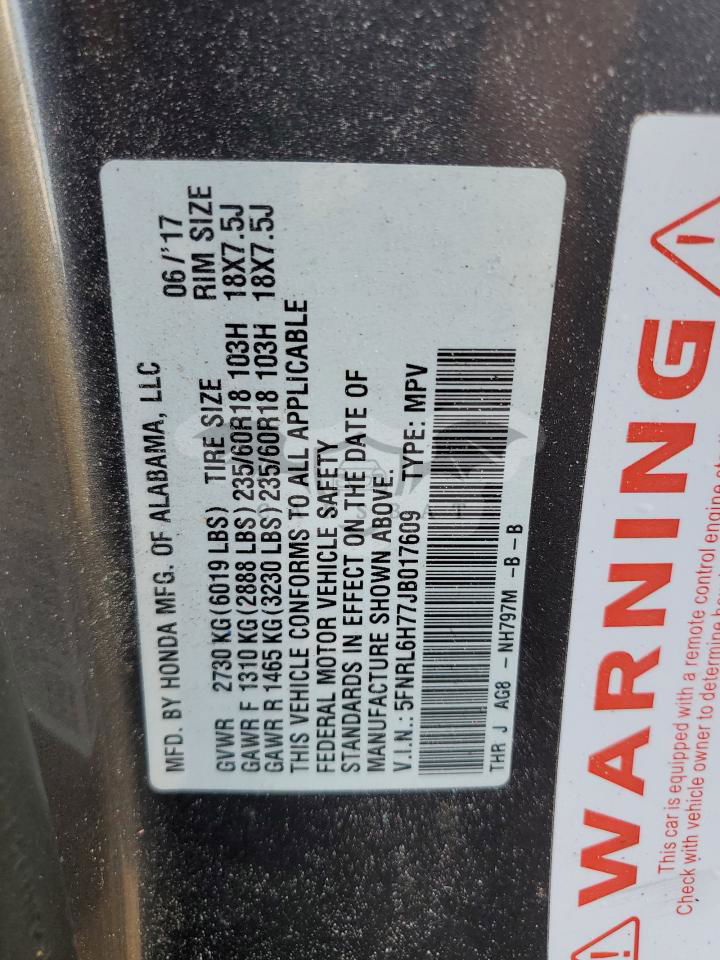 MFD. BY HONDA MFG. OF ALABAMA, LLC 06/'17
GVWR 2730 KG(6019 LBS) TIRE SIZE RIM SIZE
GAWR F 1310 KG(2888 LBS)235/60R18 103H 18X7.5J
GAWR R 1465 KG(3230 LBS)235/60R18 103H 18X7.5J
THIS VEHICLE CONFORMS TO ALL APPLICABLE
FEDERAL MOTOR VEHICLE SAFETY
STANDARDS IN EFFECT ON THE DATE OF
MANUFACTURE SHOWN ABOVE.
V.I.N.: 5FNRL6H77JB017609 TYPE: MPV
THR J AG8 -NH797M -B -B
WARNING
This car is equipped with a remote control engine
Check with vehicle owner to determine